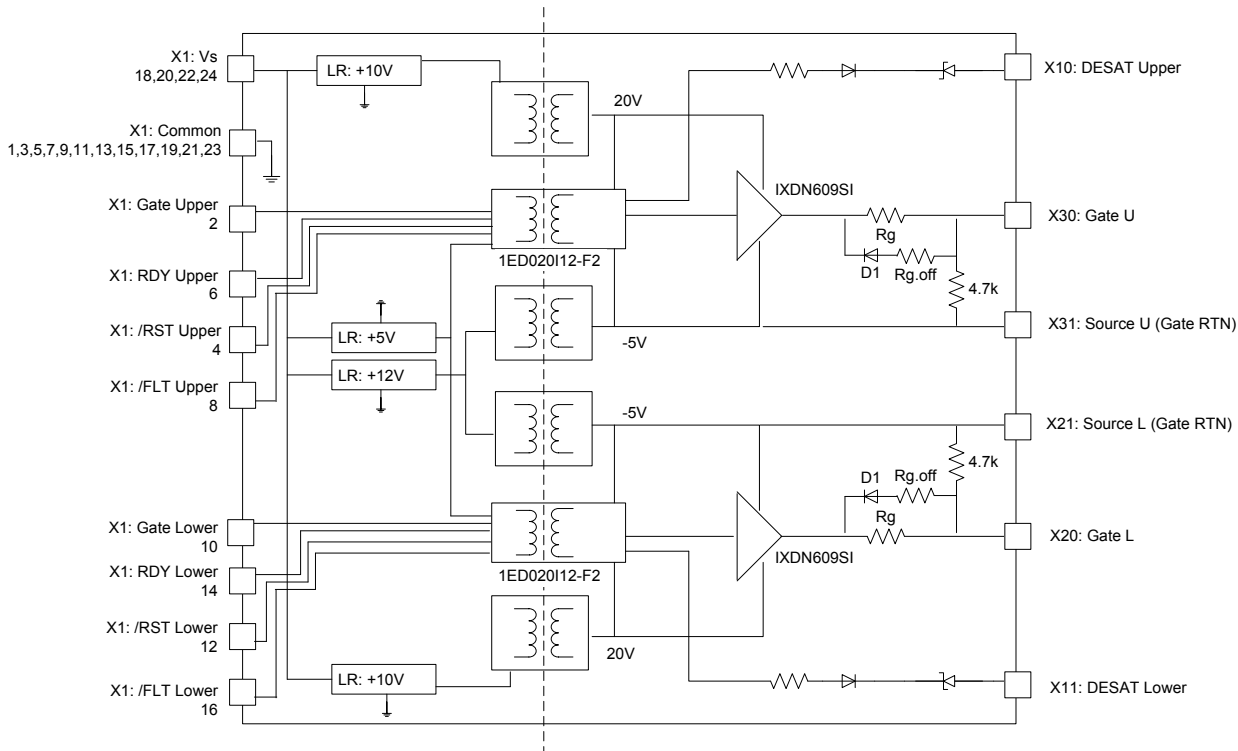 X1: Vs
18,20,22,24
LR: +10V
X10: DESAT Upper
20V
X1: Common
1,3,5,7,9,11,13,15,17,19,21,23
IXDN609SI
X1: Gate Upper
2
X30: Gate U
Rg
1ED020I12-F2
D1
Rg.off
X1: RDY Upper
6
4.7k
X1: /RST Upper
4
LR: +5V
X31: Source U (Gate RTN)
-5V
LR: +12V
X1: /FLT Upper
8
-5V
X21: Source L (Gate RTN)
4.7k
D1
Rg.off
Rg
X1: Gate Lower
10
X20: Gate L
IXDN609SI
1ED020I12-F2
X1: RDY Lower
14
X1: /RST Lower
12
20V
LR: +10V
X1: /FLT Lower
16
X11: DESAT Lower